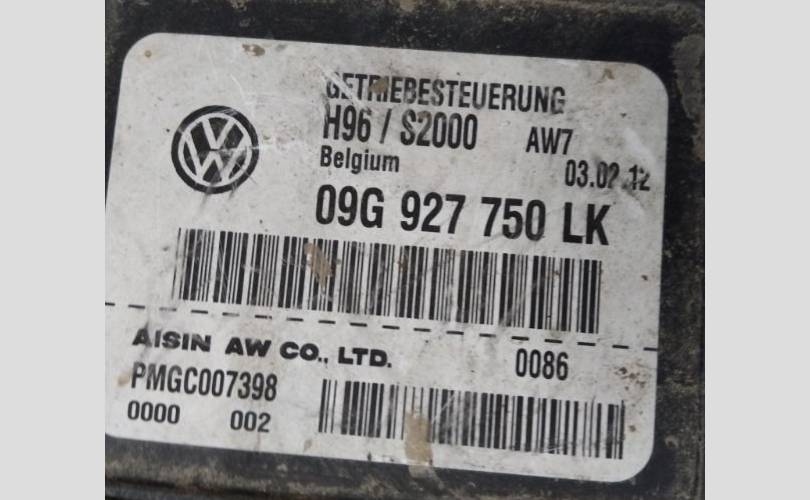 GETRIEBESTEUERUNG
H96 / S2000 AW7
Belgium 03.02.12
09G 927 750 LK
AISIN AW CO., LTD. 0086
PMGC007398
0000 002